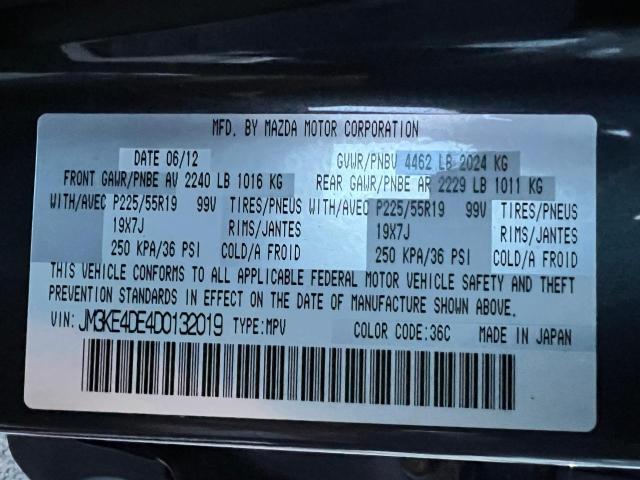 MFD. BY MAZDA MOTOR CORPORATION
DATE 06/12 GVWR/PNBV 4462 LB 2024 KG
FRONT GAWR/PNBE AV 2240 LB 1016 KG REAR GAWR/PNBE AR 2229 LB 1011 KG
WITH/AVEC P225/55R19 99V TIRES/PNEUS WITH/AVEC P225/55R19 99V TIRES/PNEUS
19X7J RIMS/JANTES 19X7J RIMS/JANTES
250 KPA/36 PSI COLD/A FROID 250 KPA/36 PSI COLD/A FROID
THIS VEHICLE CONFORMS TO ALL APPLICABLE FEDERAL MOTOR VEHICLE SAFETY AND THEFT
PREVENTION STANDARDS IN EFFECT ON THE DATE OF MANUFACTURE SHOWN ABOVE.
VIN: JM3KE4DE4D0132019 TYPE:MPV COLOR CODE:36C MADE IN JAPAN